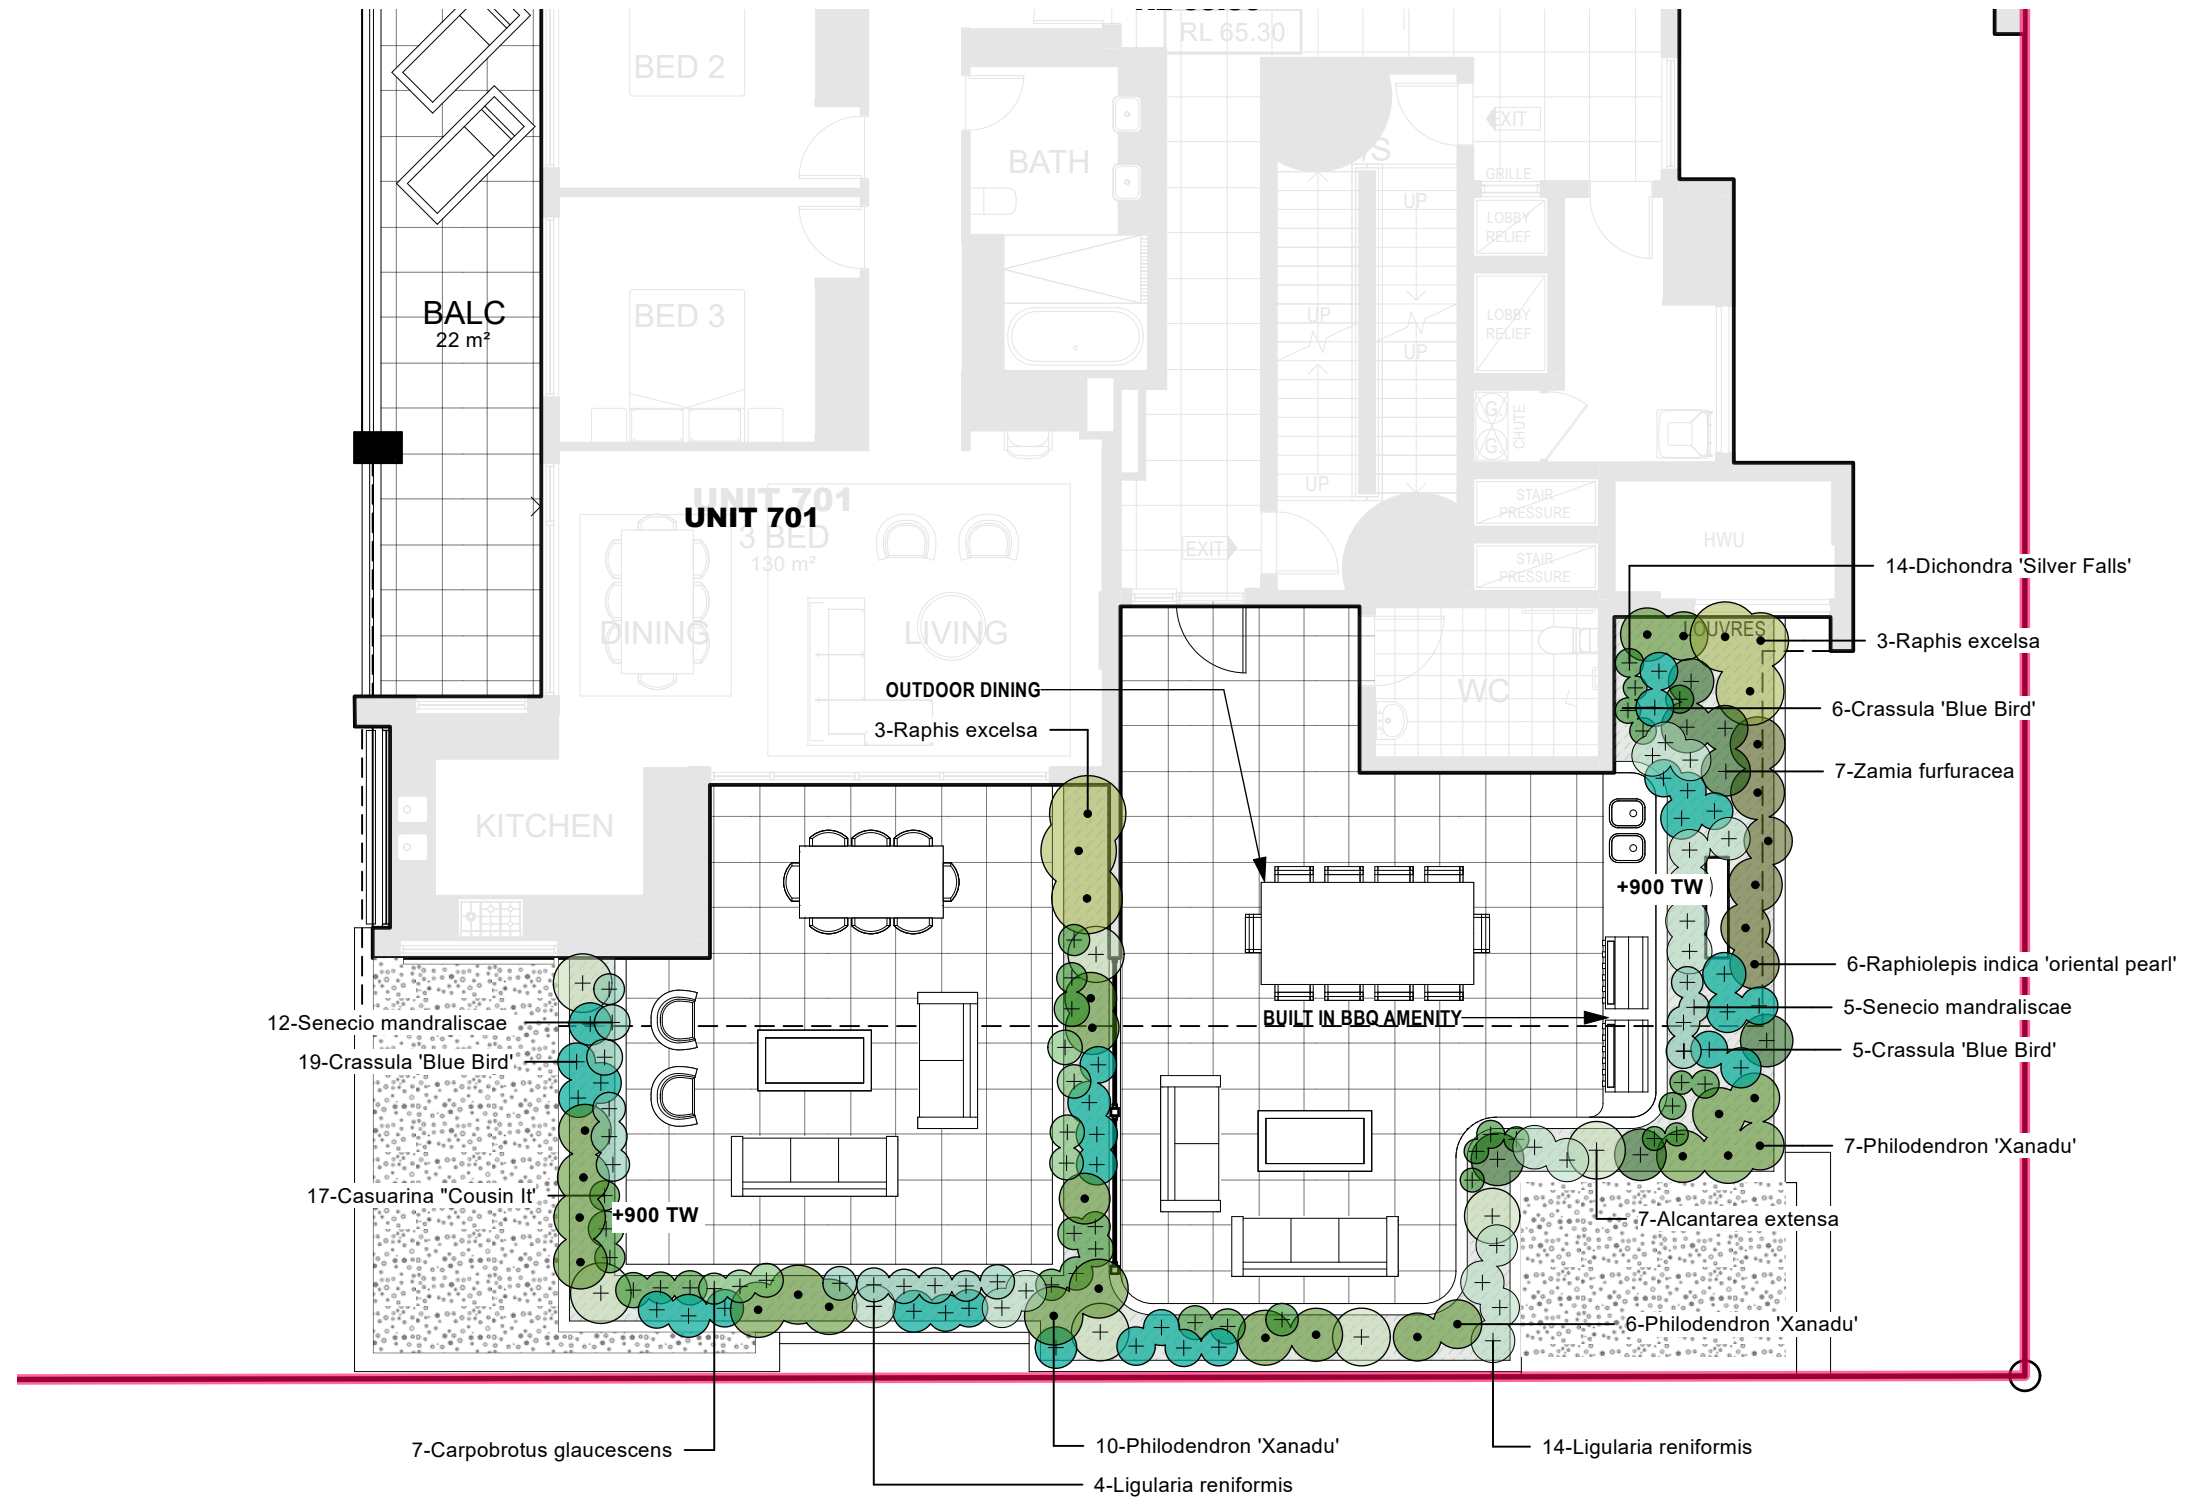 RL 65.30
BED 2
BATH
EXIT
GRILLE
UP
LOBBY
RELIEF
BALC
22 m²
BED 3
UP
LOBBY
RELIEF
UP
G.
CHUTE
G.
UNIT 701
UNIT 701
3 BED
130 m²
UP
STAIR
PRESSURE
EXIT
HWU
STAIR
PRESSURE
14-Dichondra 'Silver Falls'
DINING
LIVING
LOUVRES
3-Raphis excelsa
OUTDOOR DINING
WC
6-Crassula 'Blue Bird'
3-Raphis excelsa
7-Zamia furfuracea
KITCHEN
+900 TW
6-Raphiolepis indica 'oriental pearl'
5-Senecio mandraliscae
12-Senecio mandraliscae
BUILT IN BBQ AMENITY
5-Crassula 'Blue Bird'
19-Crassula 'Blue Bird'
7-Philodendron 'Xanadu'
17-Casuarina "Cousin It'
+900 TW
7-Alcantarea extensa
6-Philodendron 'Xanadu'
7-Carpobrotus glaucescens
10-Philodendron 'Xanadu'
14-Ligularia reniformis
4-Ligularia reniformis